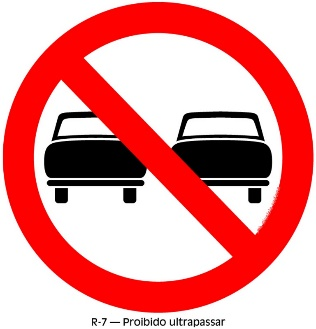 R-7 — Proibido ultrapassar